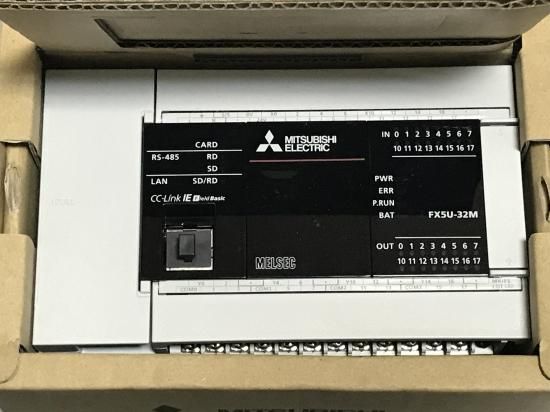 CARD
RS-485 RD
SD
LAN SD/RD
CC-Link IE Field Basic
MITSUBISHI
ELECTRIC
MELSEC
IN 0 1 2 3 4 5 6 7
10 11 12 13 14 15 16 17
PWR
ERR
P.RUN
BAT FX5U-32M
OUT 0 1 2 3 4 5 6 7
10 11 12 13 14 15 16 17